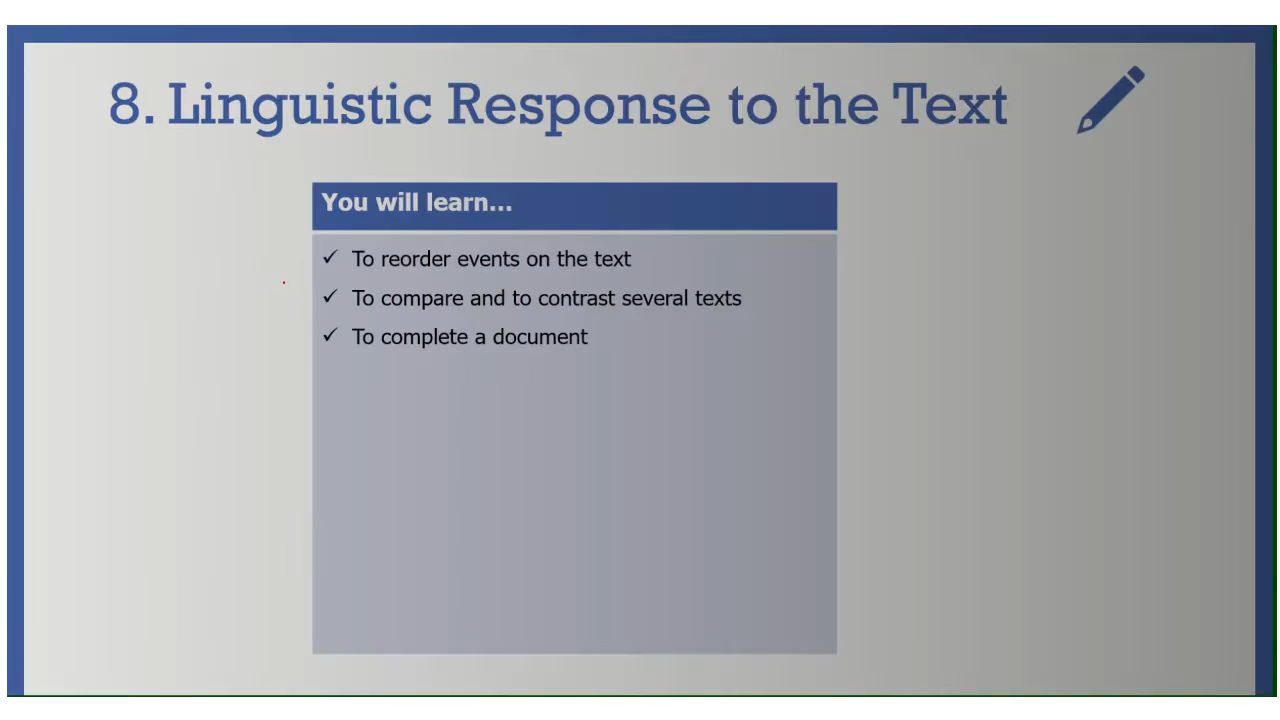 8. Linguistic Response to the Text
You will learn...
✓ To reorder events on the text
✓ To compare and to contrast several texts
✓ To complete a document